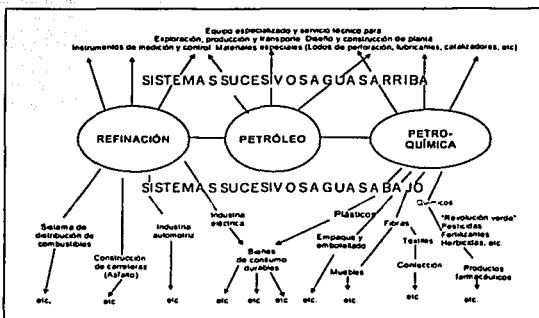 Equipo especializado y servicio técnico para
Exploración, producción y transporte Diseño y construcción de planta
Instrumentos de medición y control Materiales especiales (Lodos de perforación, lubricantes, catalizadores, etc)
SISTEMAS SUCESIVOS AGUAS ARRIBA
REFINACIÓN
PETRÓLEO
PETRO-
QUÍMICA
SISTEMAS SUCESIVOS AGUAS ABAJO
Sistema de
distribución de
combustibles
Construcción
de carreteras
(Asfalto)
Industria
automotriz
Industria
eléctrica
Bienes
de consumo
durables
Plásticos
Empaque y
embotellado
Muebles
Fibras
Textiles
Confección
Químicos
"Revolución verde"
Pesticidas
Fertilizantes
Herbicidas, etc.
Productos
farmacéuticos
etc. etc etc etc etc etc etc. etc. etc etc.